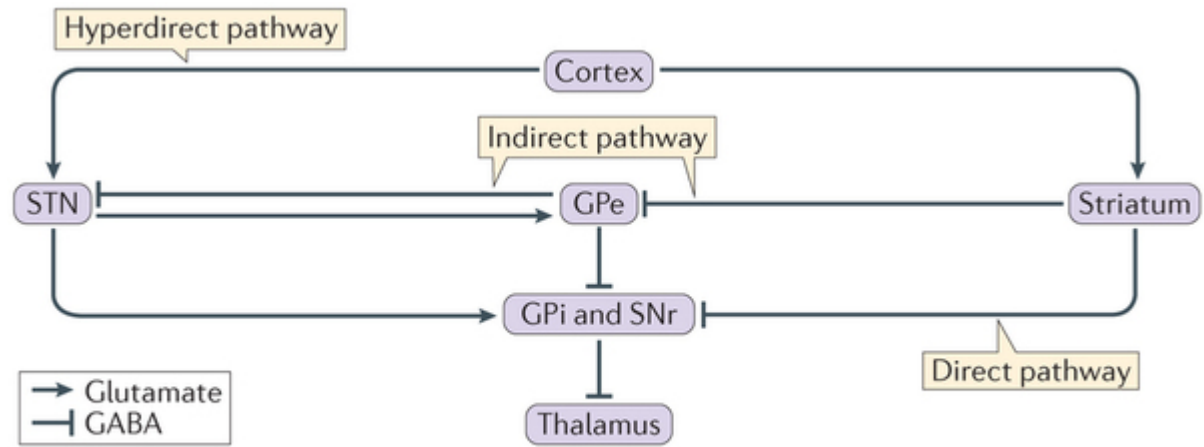 Hyperdirect pathway
Cortex
Indirect pathway
STN
GPe
Striatum
GPi and SNr
Direct pathway
Glutamate
GABA
Thalamus